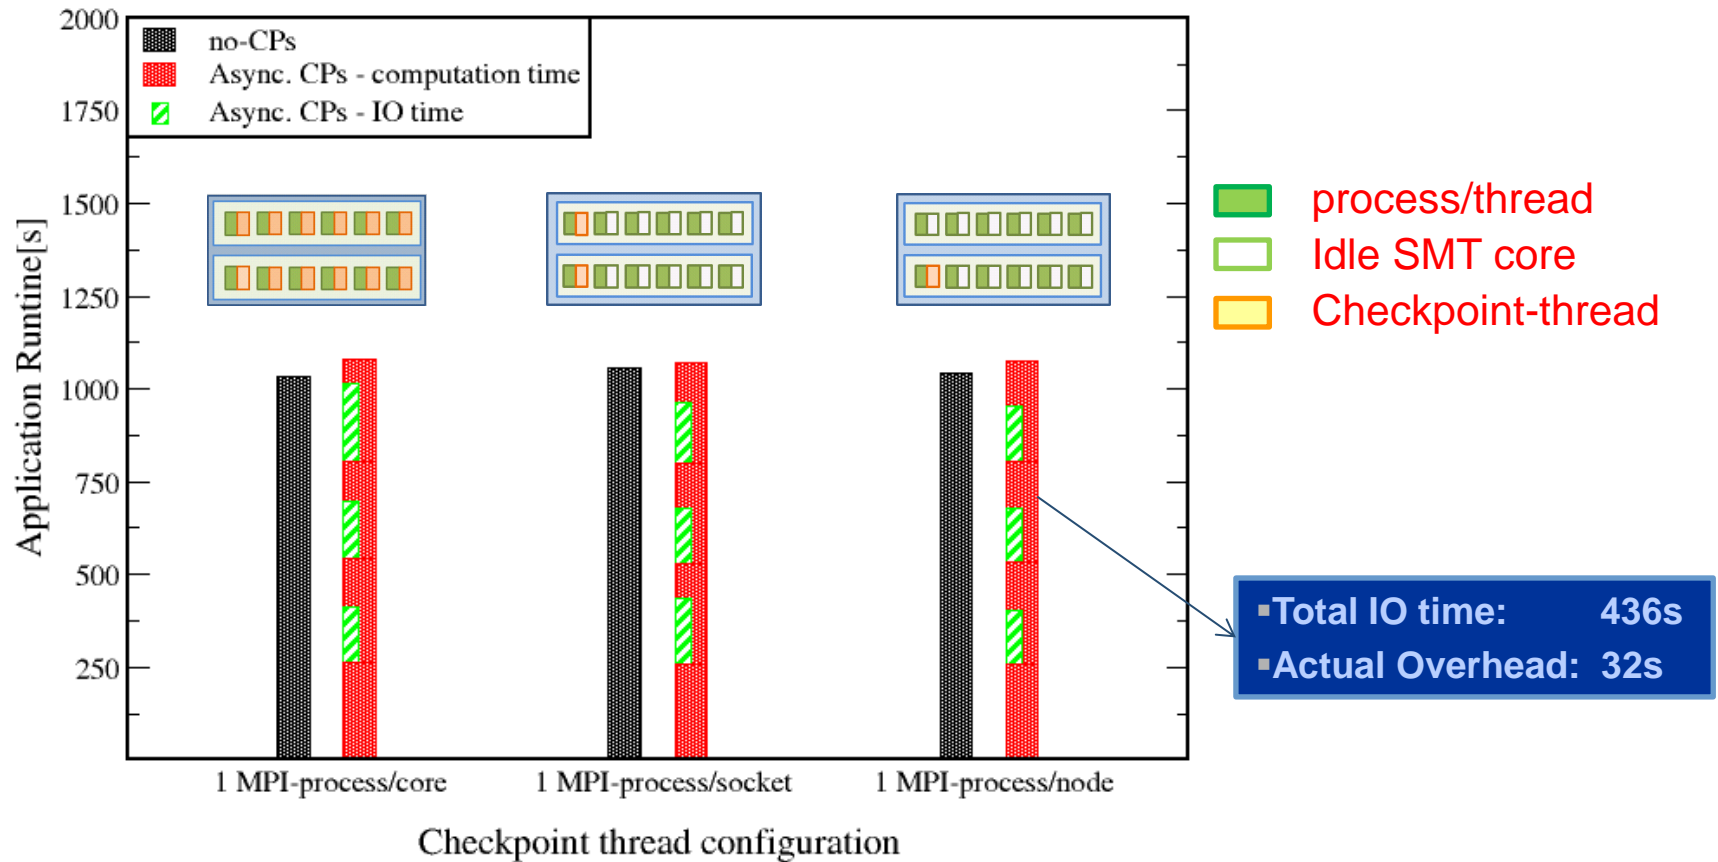 2000
1750
1500
1250
1000
750
500
250
Application Runtime[s]
no-CPs
Async. CPs - computation time
Async. CPs - IO time
process/thread
Idle SMT core
Checkpoint-thread
▪Total IO time: 436s
▪Actual Overhead: 32s
1 MPI-process/core 1 MPI-process/socket 1 MPI-process/node
Checkpoint thread configuration